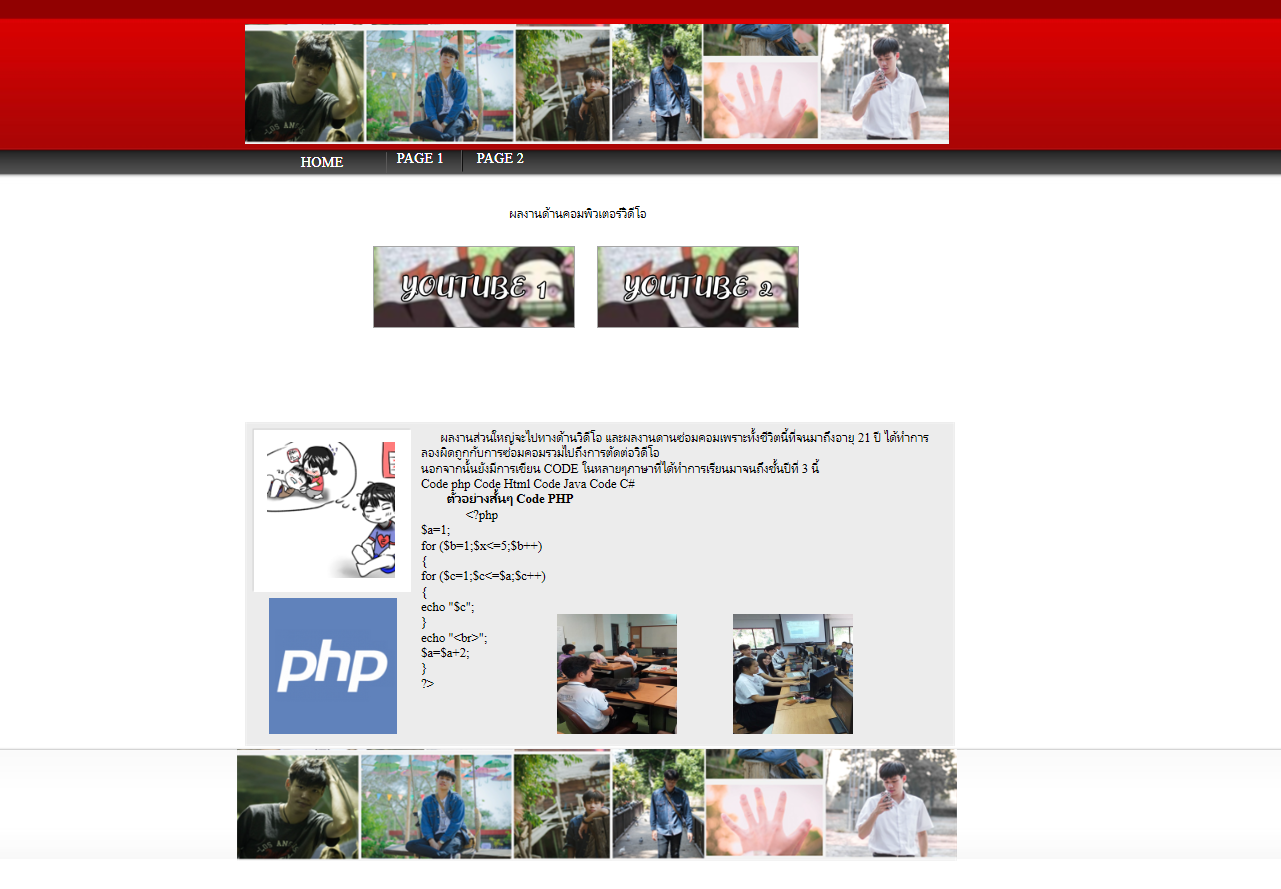 HOME
PAGE 1
PAGE 2
ผลงานด้านคอมพิวเตอร์วิดีโอ
YOUTUBE 1
YOUTUBE 2
ผลงานส่วนใหญ่จะไปทางด้านวิดีโอ และผลงานดานซ่อมคอมเพราะทั้งชีวิตนี้ที่จนมาถึงอายุ 21 ปี ได้ทำการ
ลองผิดถูกกับการซ่อมคอมรวมไปถึงการตัดต่อวิดีโอ
นอกจากนั้นยังมีการเขียน CODE ในหลายๆภาษาที่ได้ทำการเรียนมาจนถึงชั้นปีที่ 3 นี้
Code php Code Html Code Java Code C#
ตัวอย่างสั้นๆ Code PHP
<?php
$a=1;
for ($b=1;$x<=5;$b++)
{
for ($c=1;$c<=$a;$c++)
{
echo "$c";
}
echo "<br>";
$a=$a+2;
}
?>
php